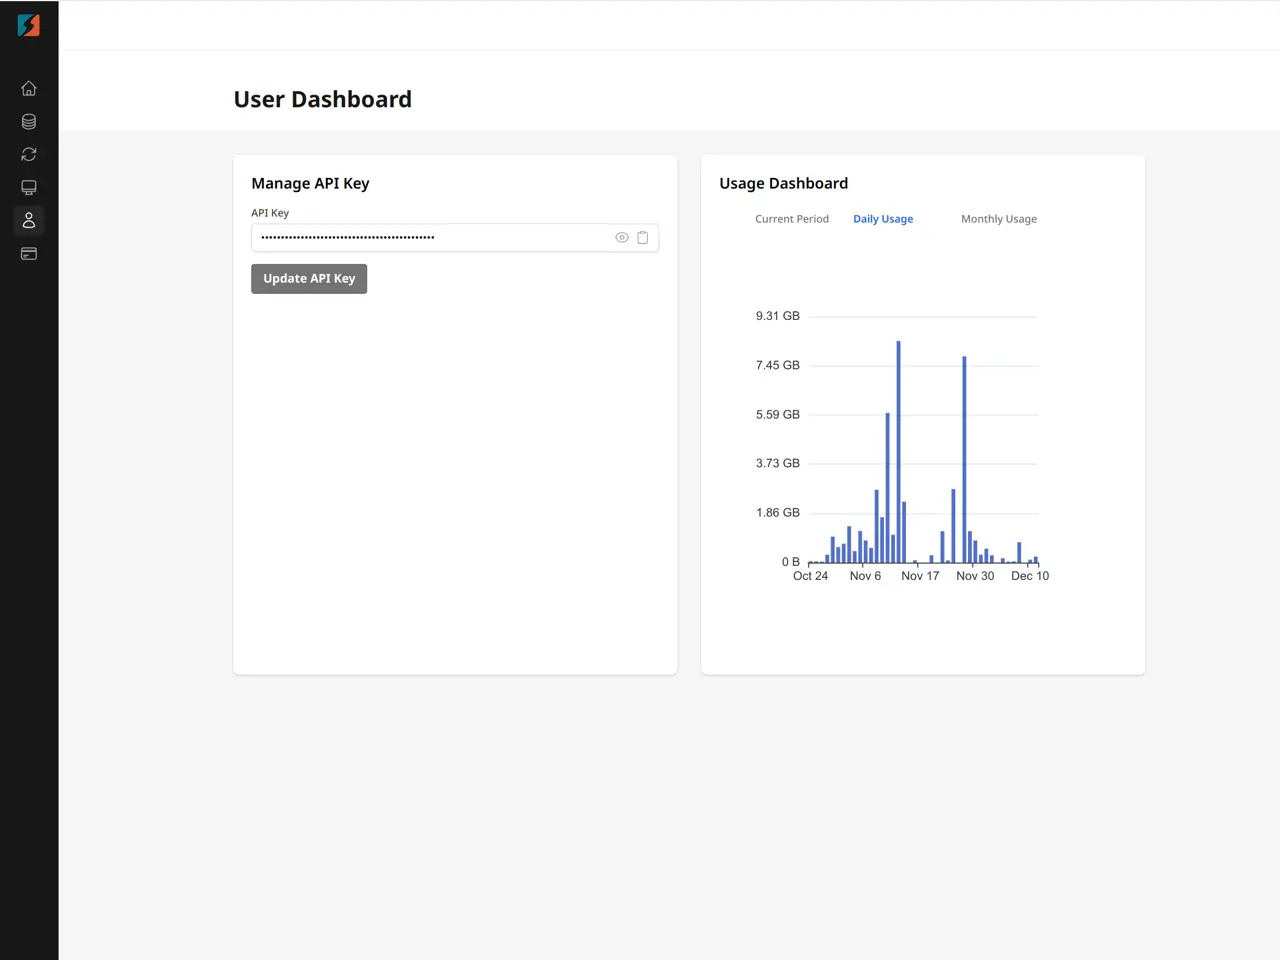 User Dashboard
Manage API Key
API Key
••••••••••••••••••••••••••••••••••••••••••••
Update API Key
Usage Dashboard
Current Period Daily Usage Monthly Usage
9.31 GB
7.45 GB
5.59 GB
3.73 GB
1.86 GB
0 B
Oct 24 Nov 6 Nov 17 Nov 30 Dec 10